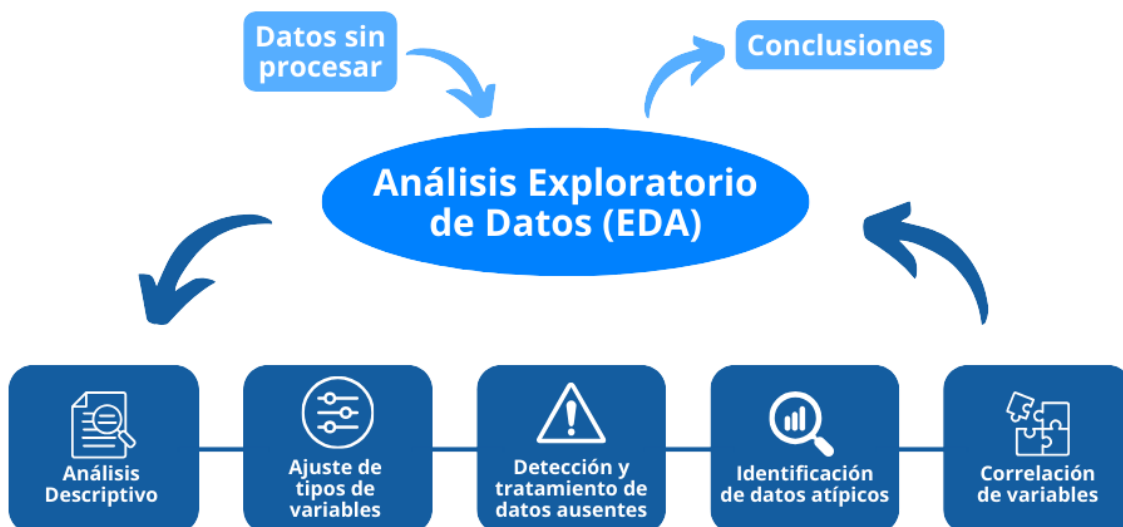 Datos sin
procesar
Conclusiones
Análisis Exploratorio
de Datos (EDA)
Análisis
Descriptivo
Ajuste de
tipos de
variables
Detección y
tratamiento de
datos ausentes
Identificación
de datos atípicos
Correlación
de variables